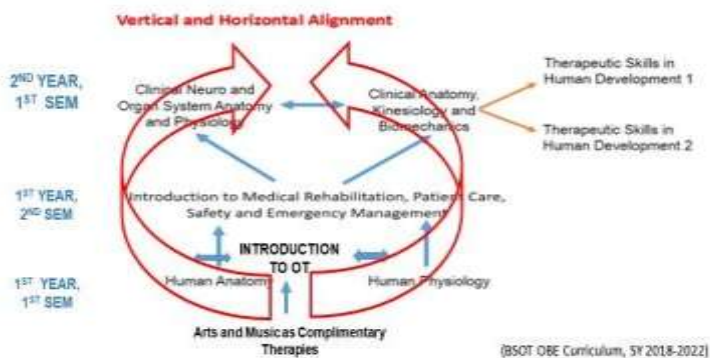 Vertical and Horizontal Alignment
2ND YEAR,
1ST SEM
Clinical Neuro and
Organ System Anatomy
and Physiology
Clinical Anatomy,
Kinesiology and
Biomechanics
Therapeutic Skills in
Human Development 1
Therapeutic Skills in
Human Development 2
1ST YEAR,
2ND SEM
Introduction to Medical Rehabilitation, Patient Care,
Safety and Emergency Management
1ST YEAR,
1ST SEM
Human Anatomy
INTRODUCTION
TO OT
Human Physiology
Arts and Musicas Complimentary
Therapies
(BSOT OBE Curriculum, SY 2018-2022)